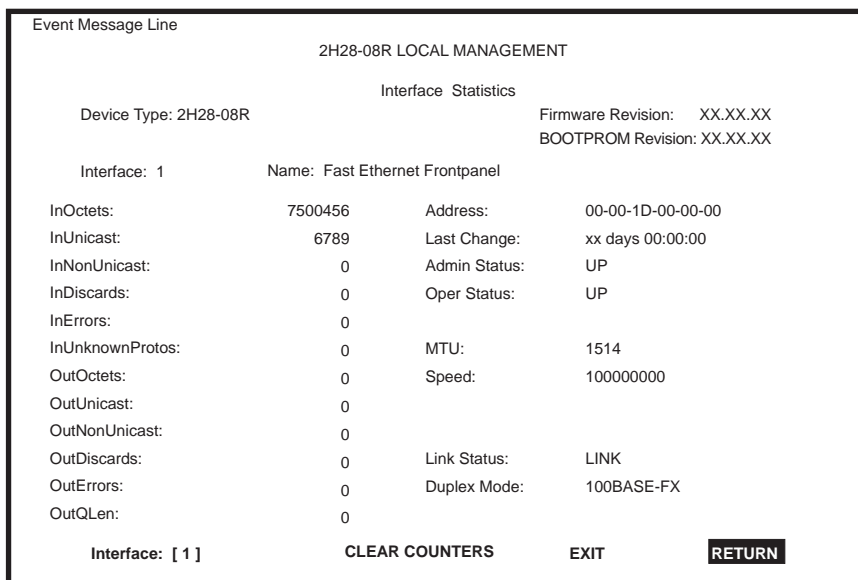 Event Message Line
2H28-08R LOCAL MANAGEMENT
Interface Statistics
Device Type: 2H28-08R Firmware Revision: XX.XX.XX
BOOTPROM Revision: XX.XX.XX
Interface: 1 Name: Fast Ethernet Frontpanel
InOctets: 7500456 Address: 00-00-1D-00-00-00
InUnicast: 6789 Last Change: xx days 00:00:00
InNonUnicast: 0 Admin Status: UP
InDiscards: 0 Oper Status: UP
InErrors: 0
InUnknownProtos: 0 MTU: 1514
OutOctets: 0 Speed: 100000000
OutUnicast: 0
OutNonUnicast: 0
OutDiscards: 0 Link Status: LINK
OutErrors: 0 Duplex Mode: 100BASE-FX
OutQLen: 0
Interface: [ 1 ] CLEAR COUNTERS EXIT RETURN